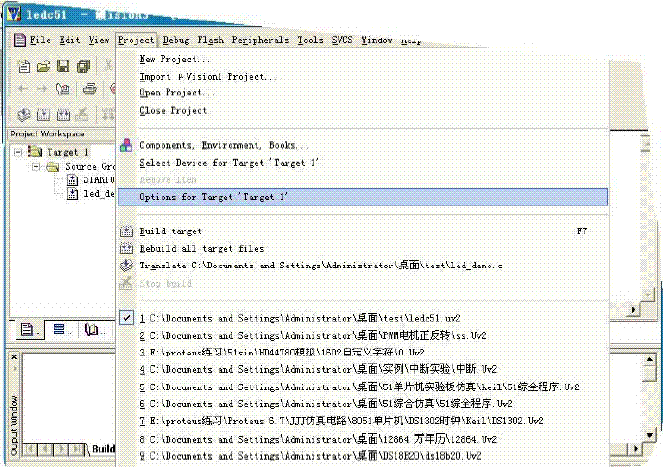 ledc51 -
File Edit View Project Debug Flash Peripherals Tools SVCS Window Help
New Project...
Import μVision1 Project...
Open Project...
Close Project
Project Workspace
Components, Environment, Books...
Target 1
Select Device for Target 'Target 1'
Source Gro
Remove Item
STARTU
led_de
Options for Target 'Target 1'
Build target F7
Rebuild all target files
Translate C:\Documents and Settings\Administrator\桌面\test\led_demo.c
Stop build
1 C:\Documents and Settings\Administrator\桌面\test\ledc51.uv2
2 C:\Documents and Settings\Administrator\桌面\PWM电机正反转\ss.Uv2
3 E:\proteus练习\51sin\HD44780模拟\1602自定义字符\0.Uv2
4 C:\Documents and Settings\Administrator\桌面\实例\中断实验\中断.Uv2
5 C:\Documents and Settings\Administrator\桌面\51单片机实验板仿真\keil\51综全程序.Uv2
6 C:\Documents and Settings\Administrator\桌面\51综合仿真\51综全程序.Uv2
7 E:\proteus练习\Proteus 6.7\JJJ仿真电路\8051单片机\DS1302时钟\Keil\DS1302.Uv2
8 C:\Documents and Settings\Administrator\桌面\12864 万年历\12864.Uv2
9 C:\Documents and Settings\Administrator\桌面\DS18B20\ds18b20.Uv2
Output Window
Build